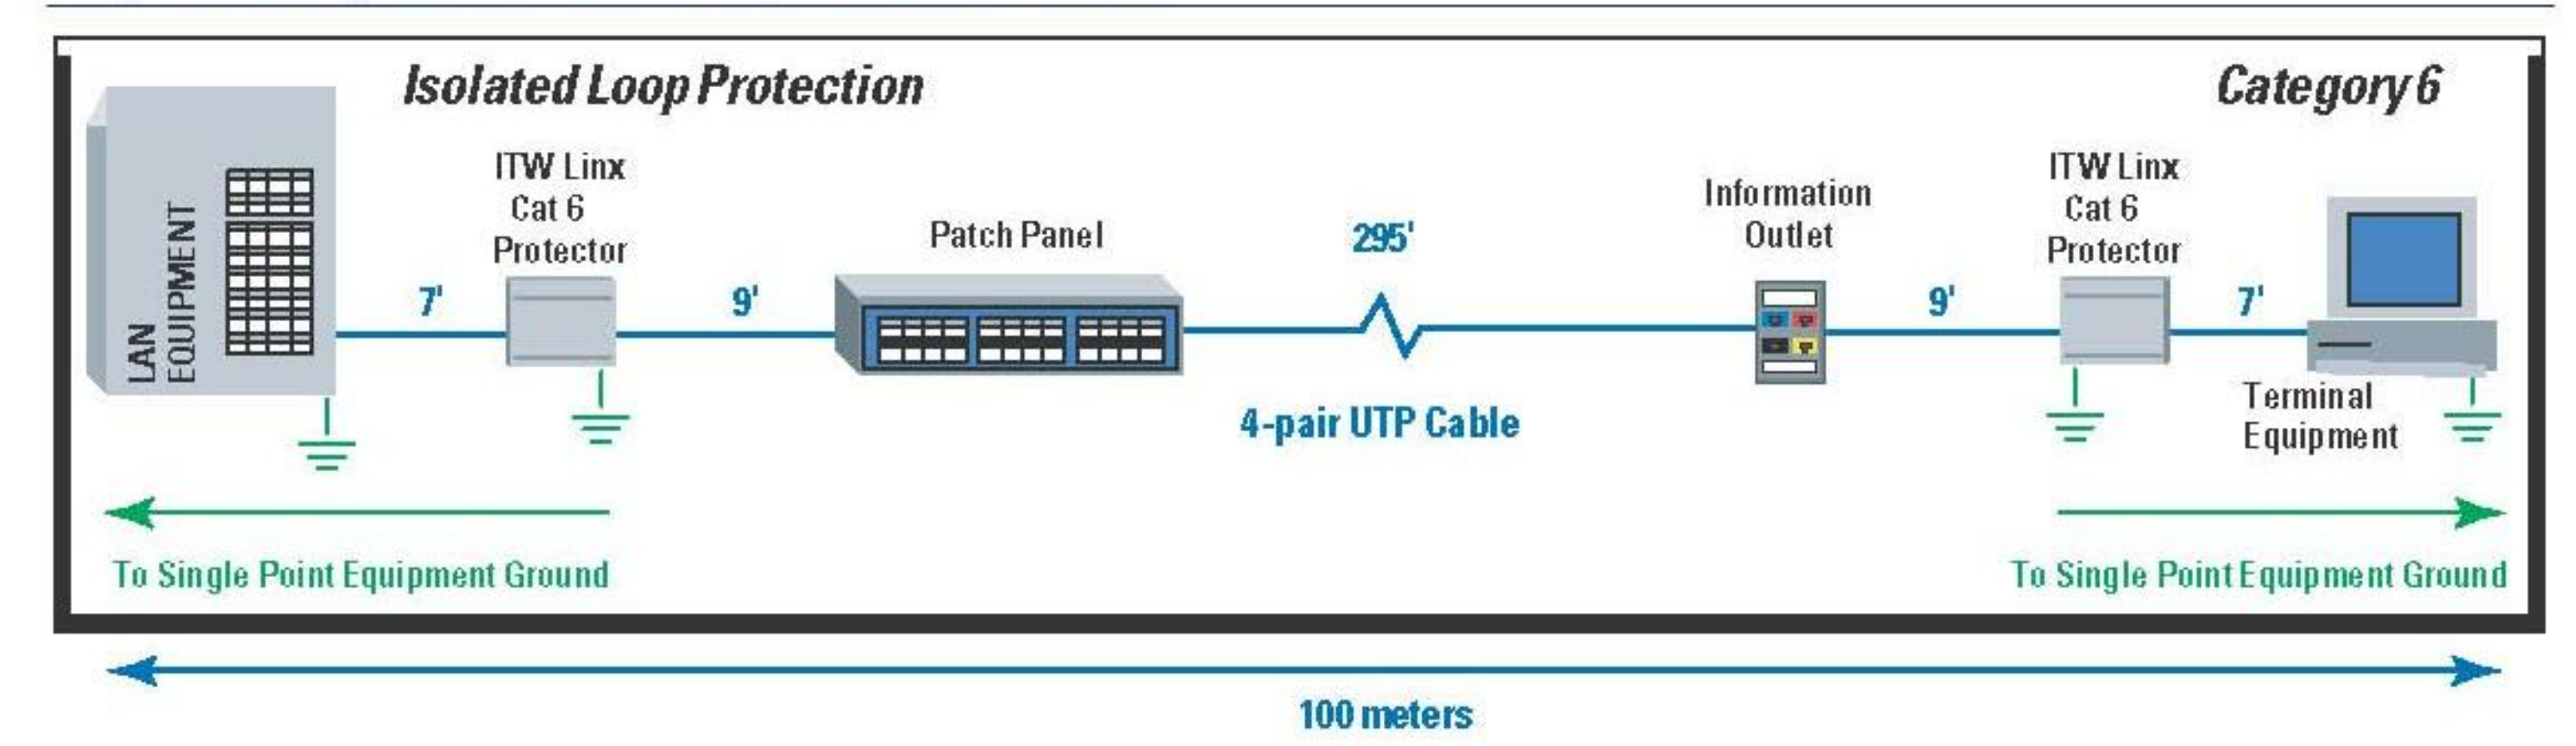 Isolated Loop Protection
Category 6
LAN
EQUIPMENT
ITW Linx
Cat 6
Protector
7'
9'
Patch Panel
295'
4-pair UTP Cable
Information
Outlet
9'
ITW Linx
Cat 6
Protector
7'
Terminal
Equipment
To Single Point Equipment Ground
To Single Point Equipment Ground
100 meters